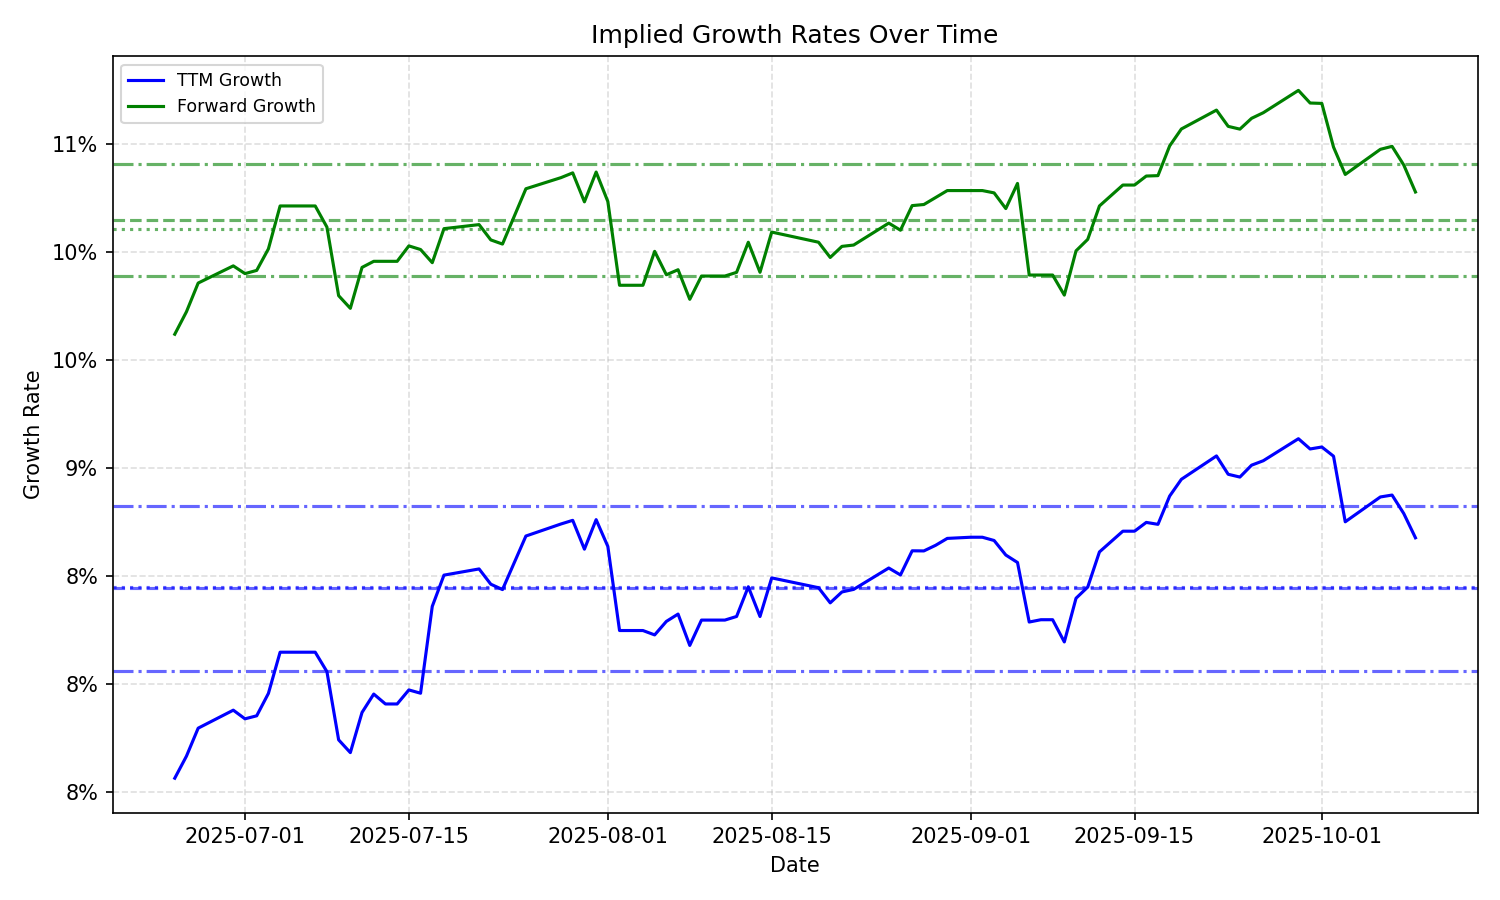 Implied Growth Rates Over Time
TTM Growth
Forward Growth
11%
10%
10%
9%
8%
8%
8%
Growth Rate
2025-07-01 2025-07-15 2025-08-01 2025-08-15 2025-09-01 2025-09-15 2025-10-01
Date